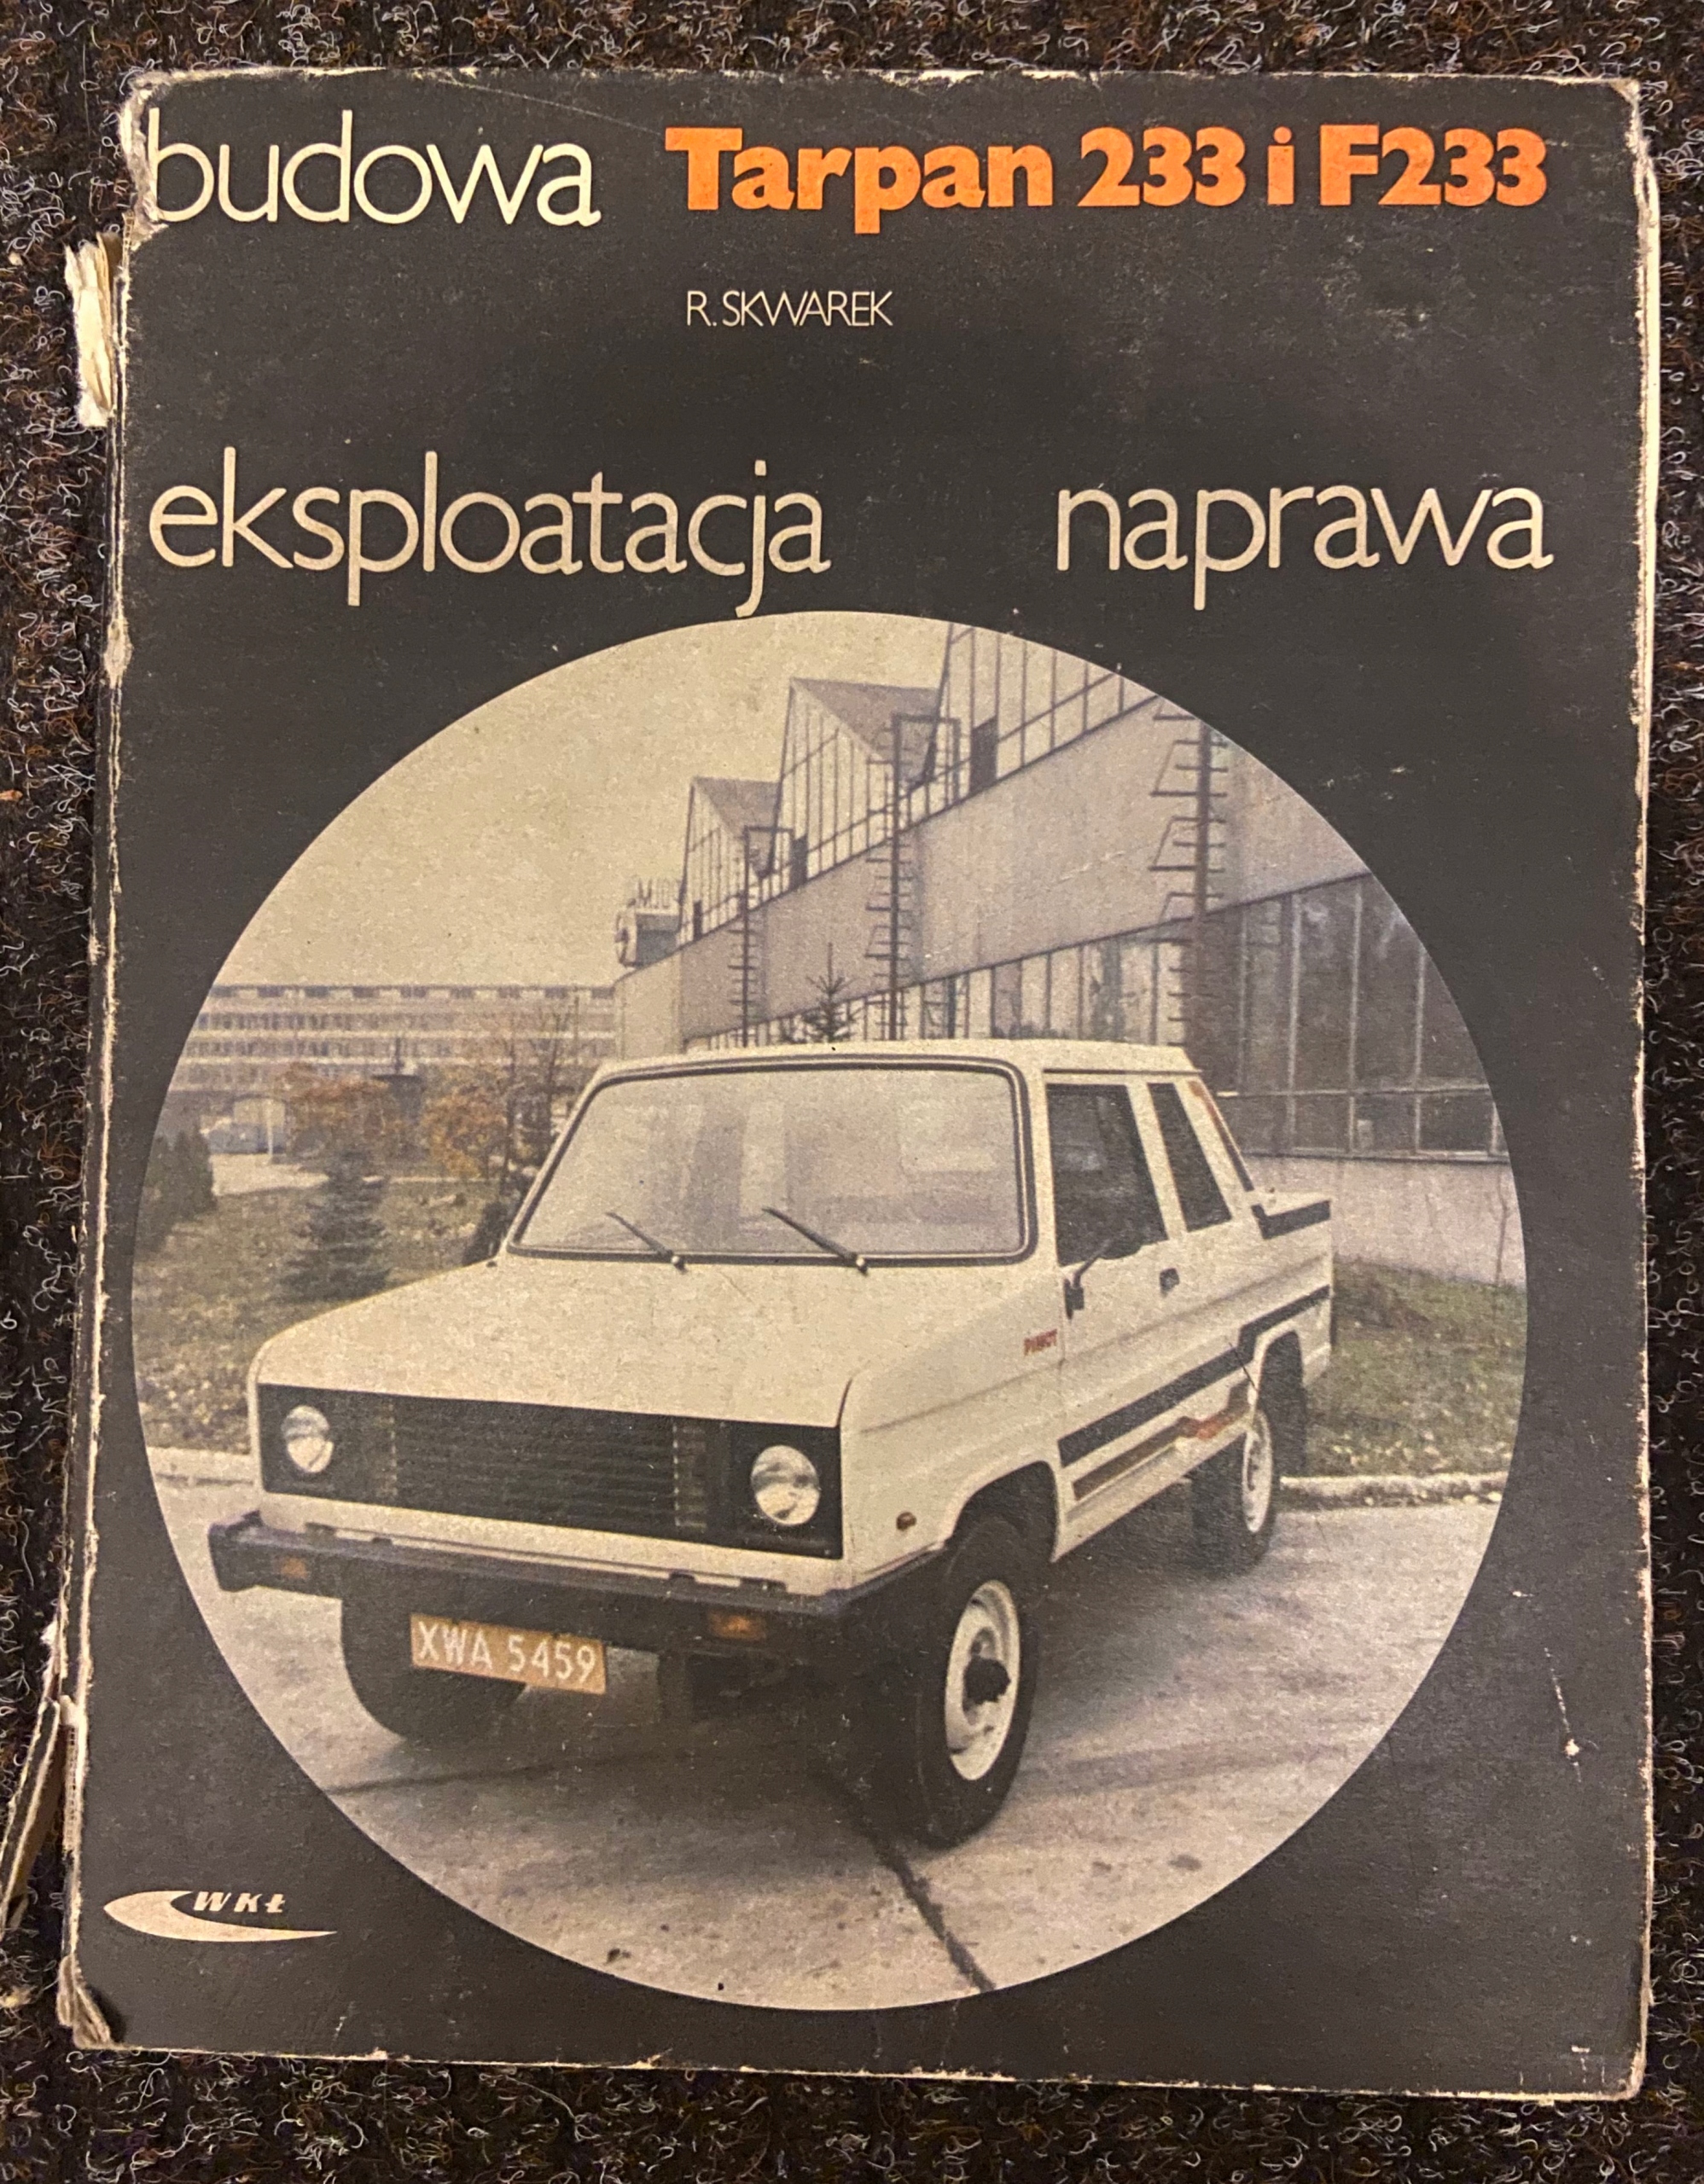 budowa Tarpan 233 i F233
R. SKWAREK
eksploatacja naprawa
XWA 5459
WKŁ